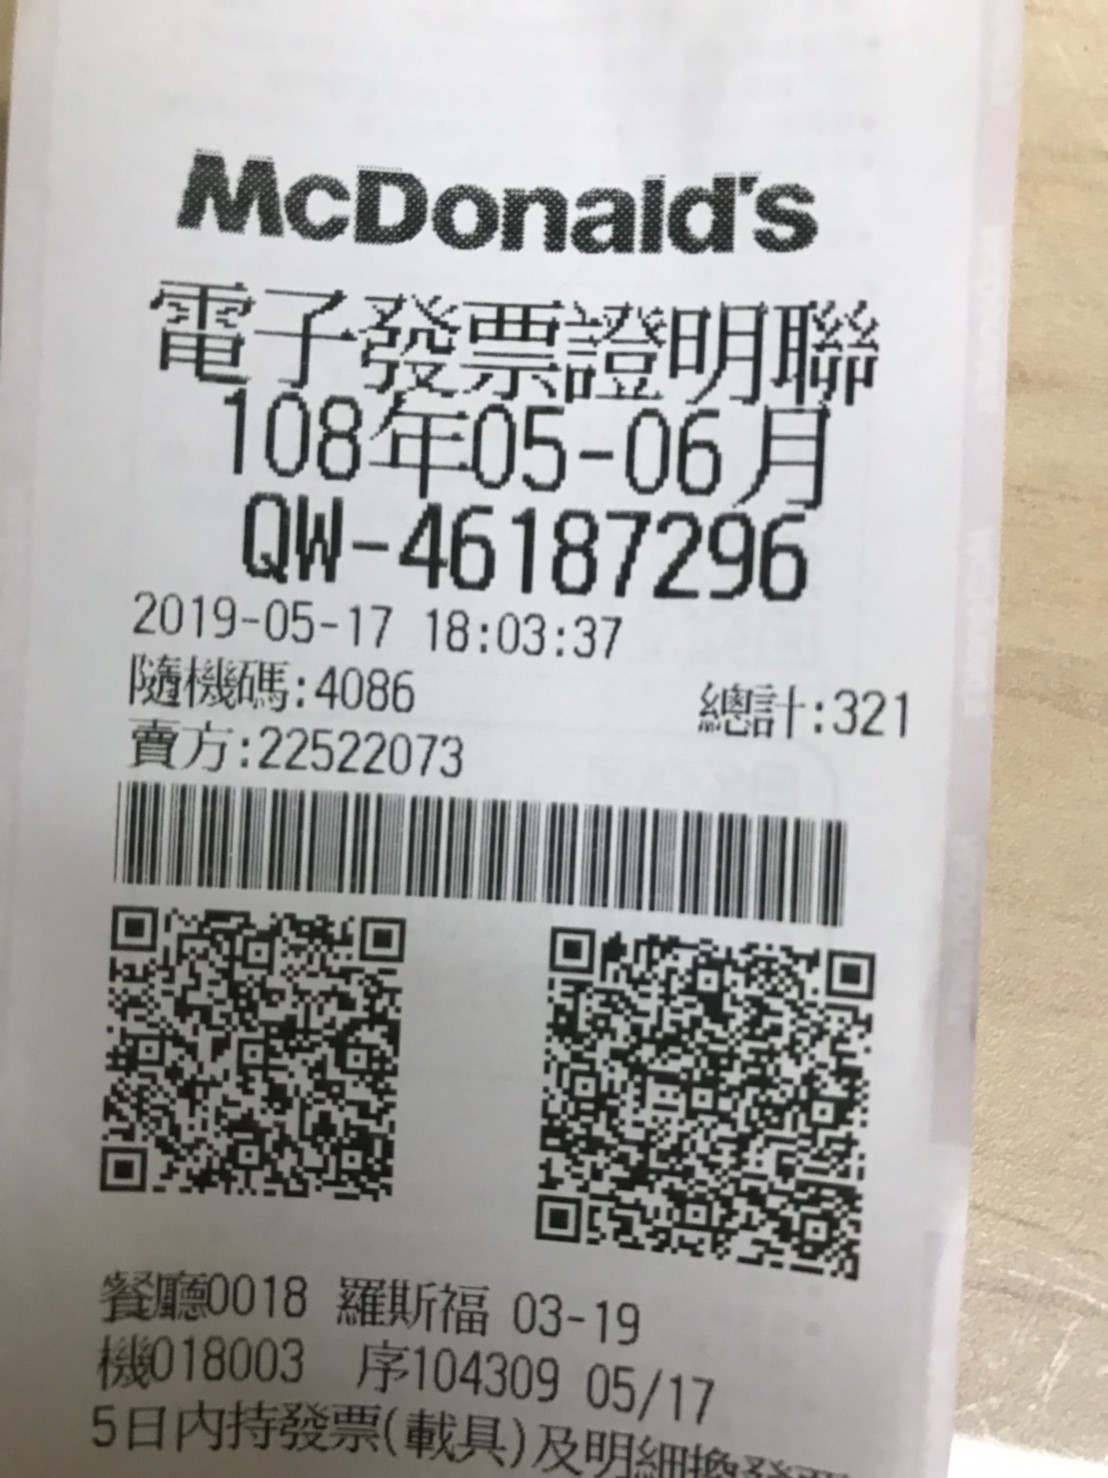 McDonald's
電子發票證明聯
108年05-06月
QW-46187296
2019-05-17 18:03:37
隨機碼:4086 總計:321
賣方:22522073
餐廳0018 羅斯福 03-19
機018003 序104309 05/17
5日內持發票(載具)及明細換發票